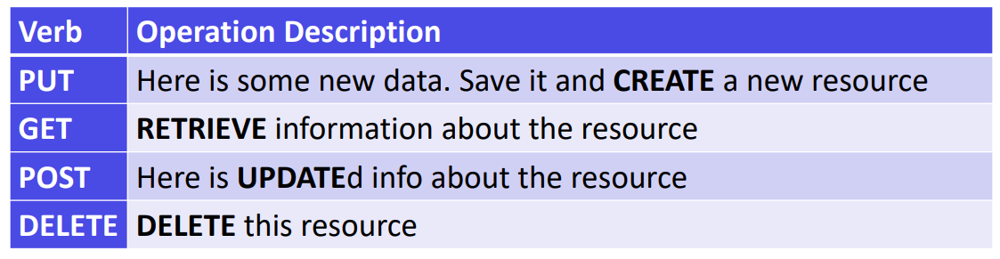 Verb Operation Description
PUT Here is some new data. Save it and CREATE a new resource
GET RETRIEVE information about the resource
POST Here is UPDATEd info about the resource
DELETE DELETE this resource